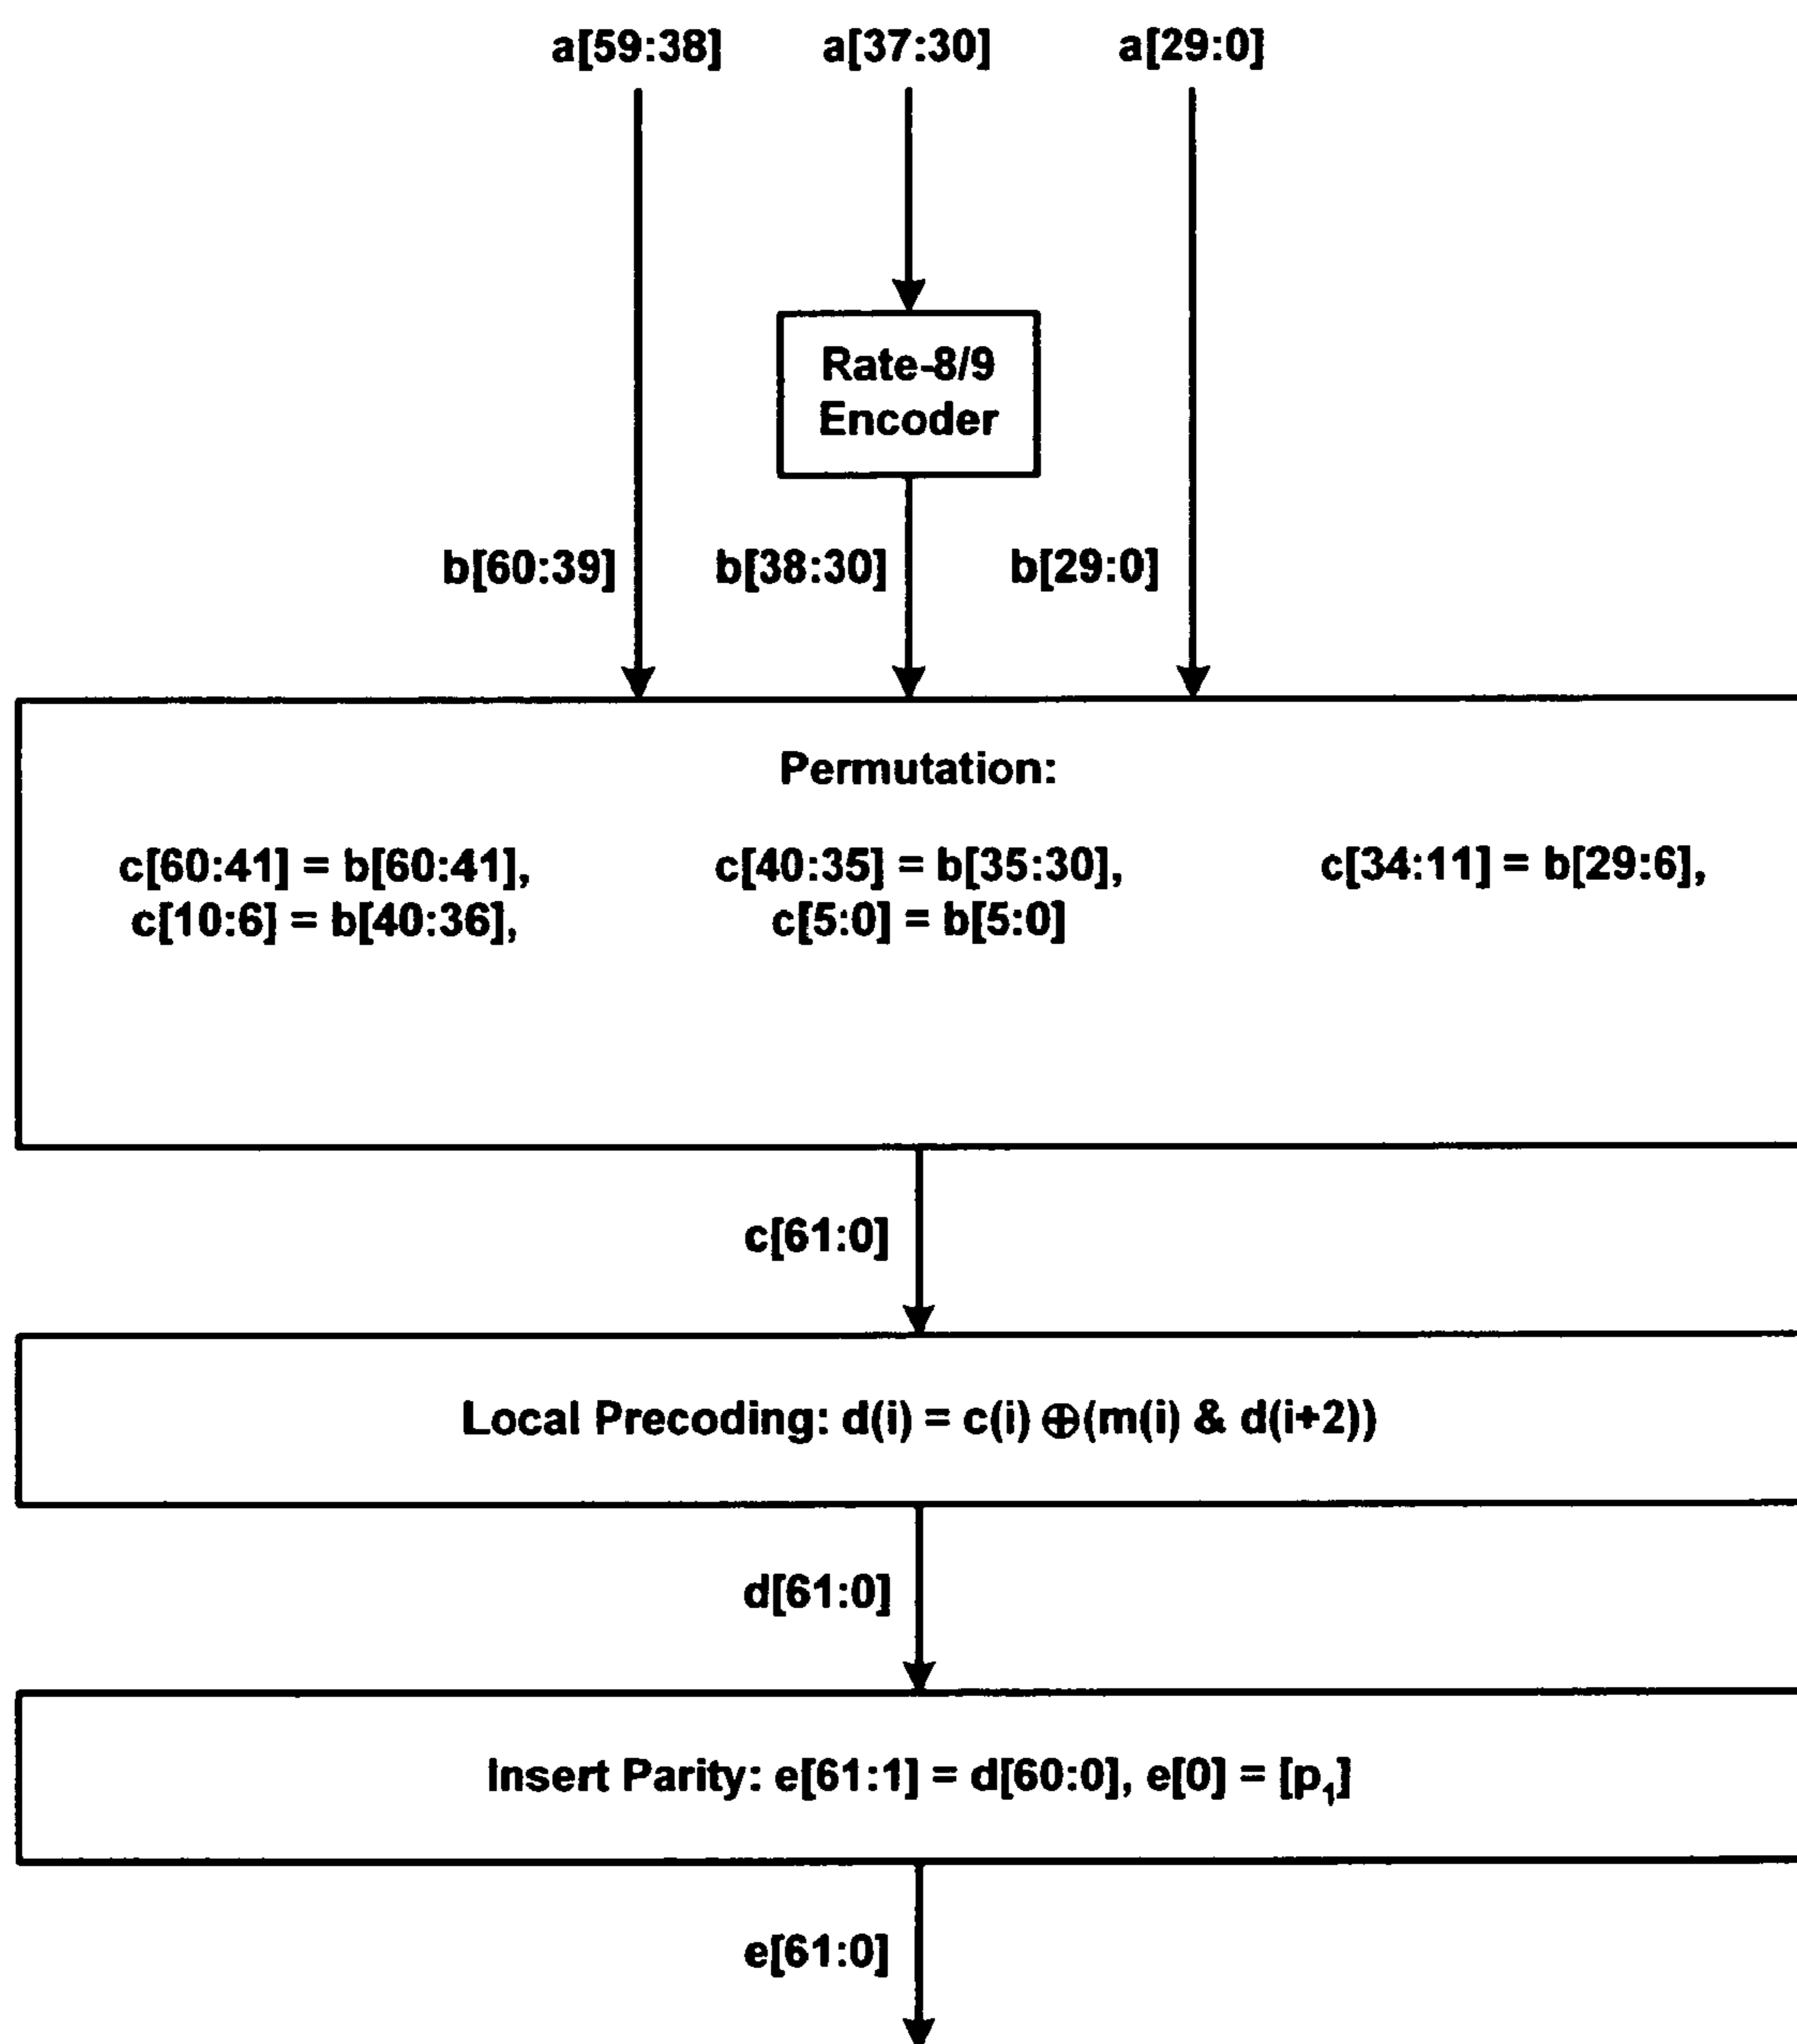 a[59:38] a[37:30] a[29:0]
Rate-8/9
Encoder
b[60:39] b[38:30] b[29:0]
Permutation:
c[60:41] = b[60:41], c[40:35] = b[35:30], c[34:11] = b[29:6],
c[10:6] = b[40:36], c[5:0] = b[5:0]
c[61:0]
Local Precoding: d(i) = c(i) ⊕(m(i) & d(i+2))
d[61:0]
Insert Parity: e[61:1] = d[60:0], e[0] = [p₁]
e[61:0]